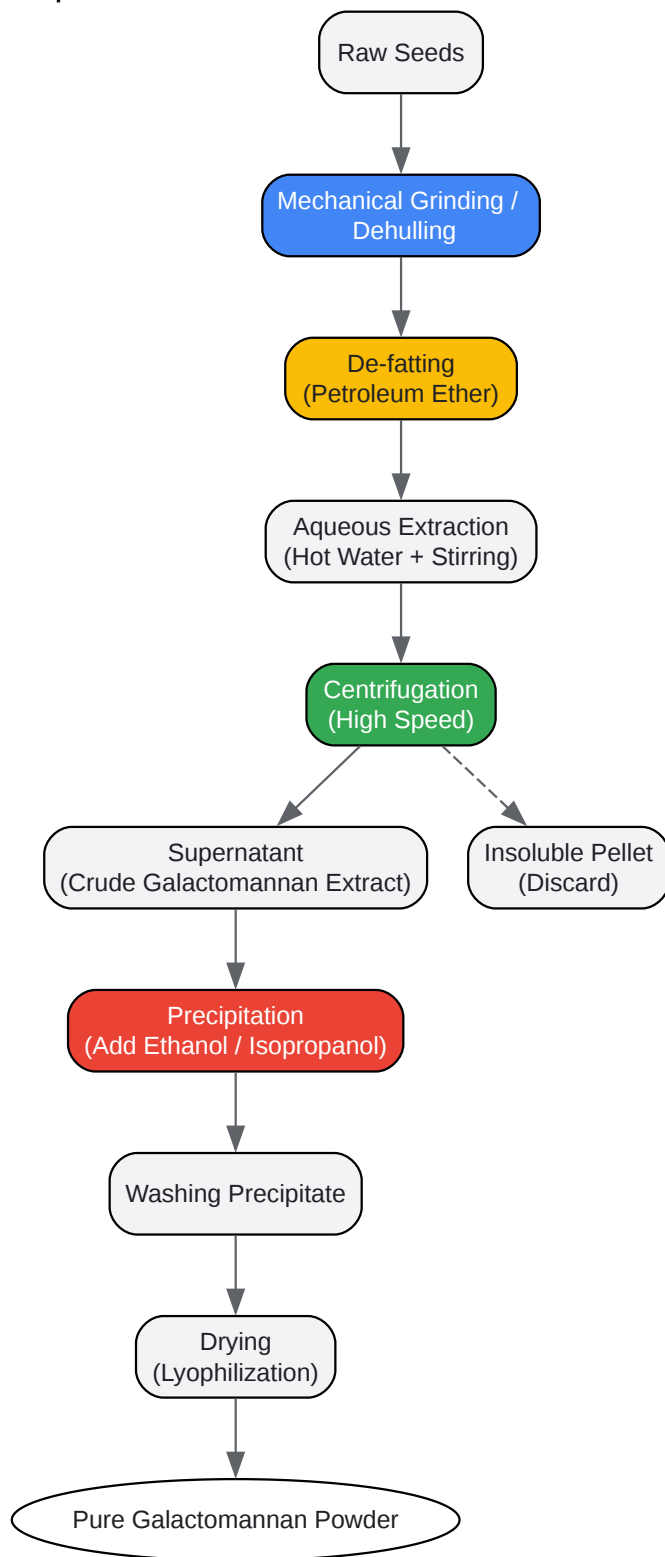 Raw Seeds
Mechanical Grinding /
Dehulling
De-fatting
(Petroleum Ether)
Aqueous Extraction
(Hot Water + Stirring)
Centrifugation
(High Speed)
Supernatant
(Crude Galactomannan Extract)
Insoluble Pellet
(Discard)
Precipitation
(Add Ethanol / Isopropanol)
Washing Precipitate
Drying
(Lyophilization)
Pure Galactomannan Powder